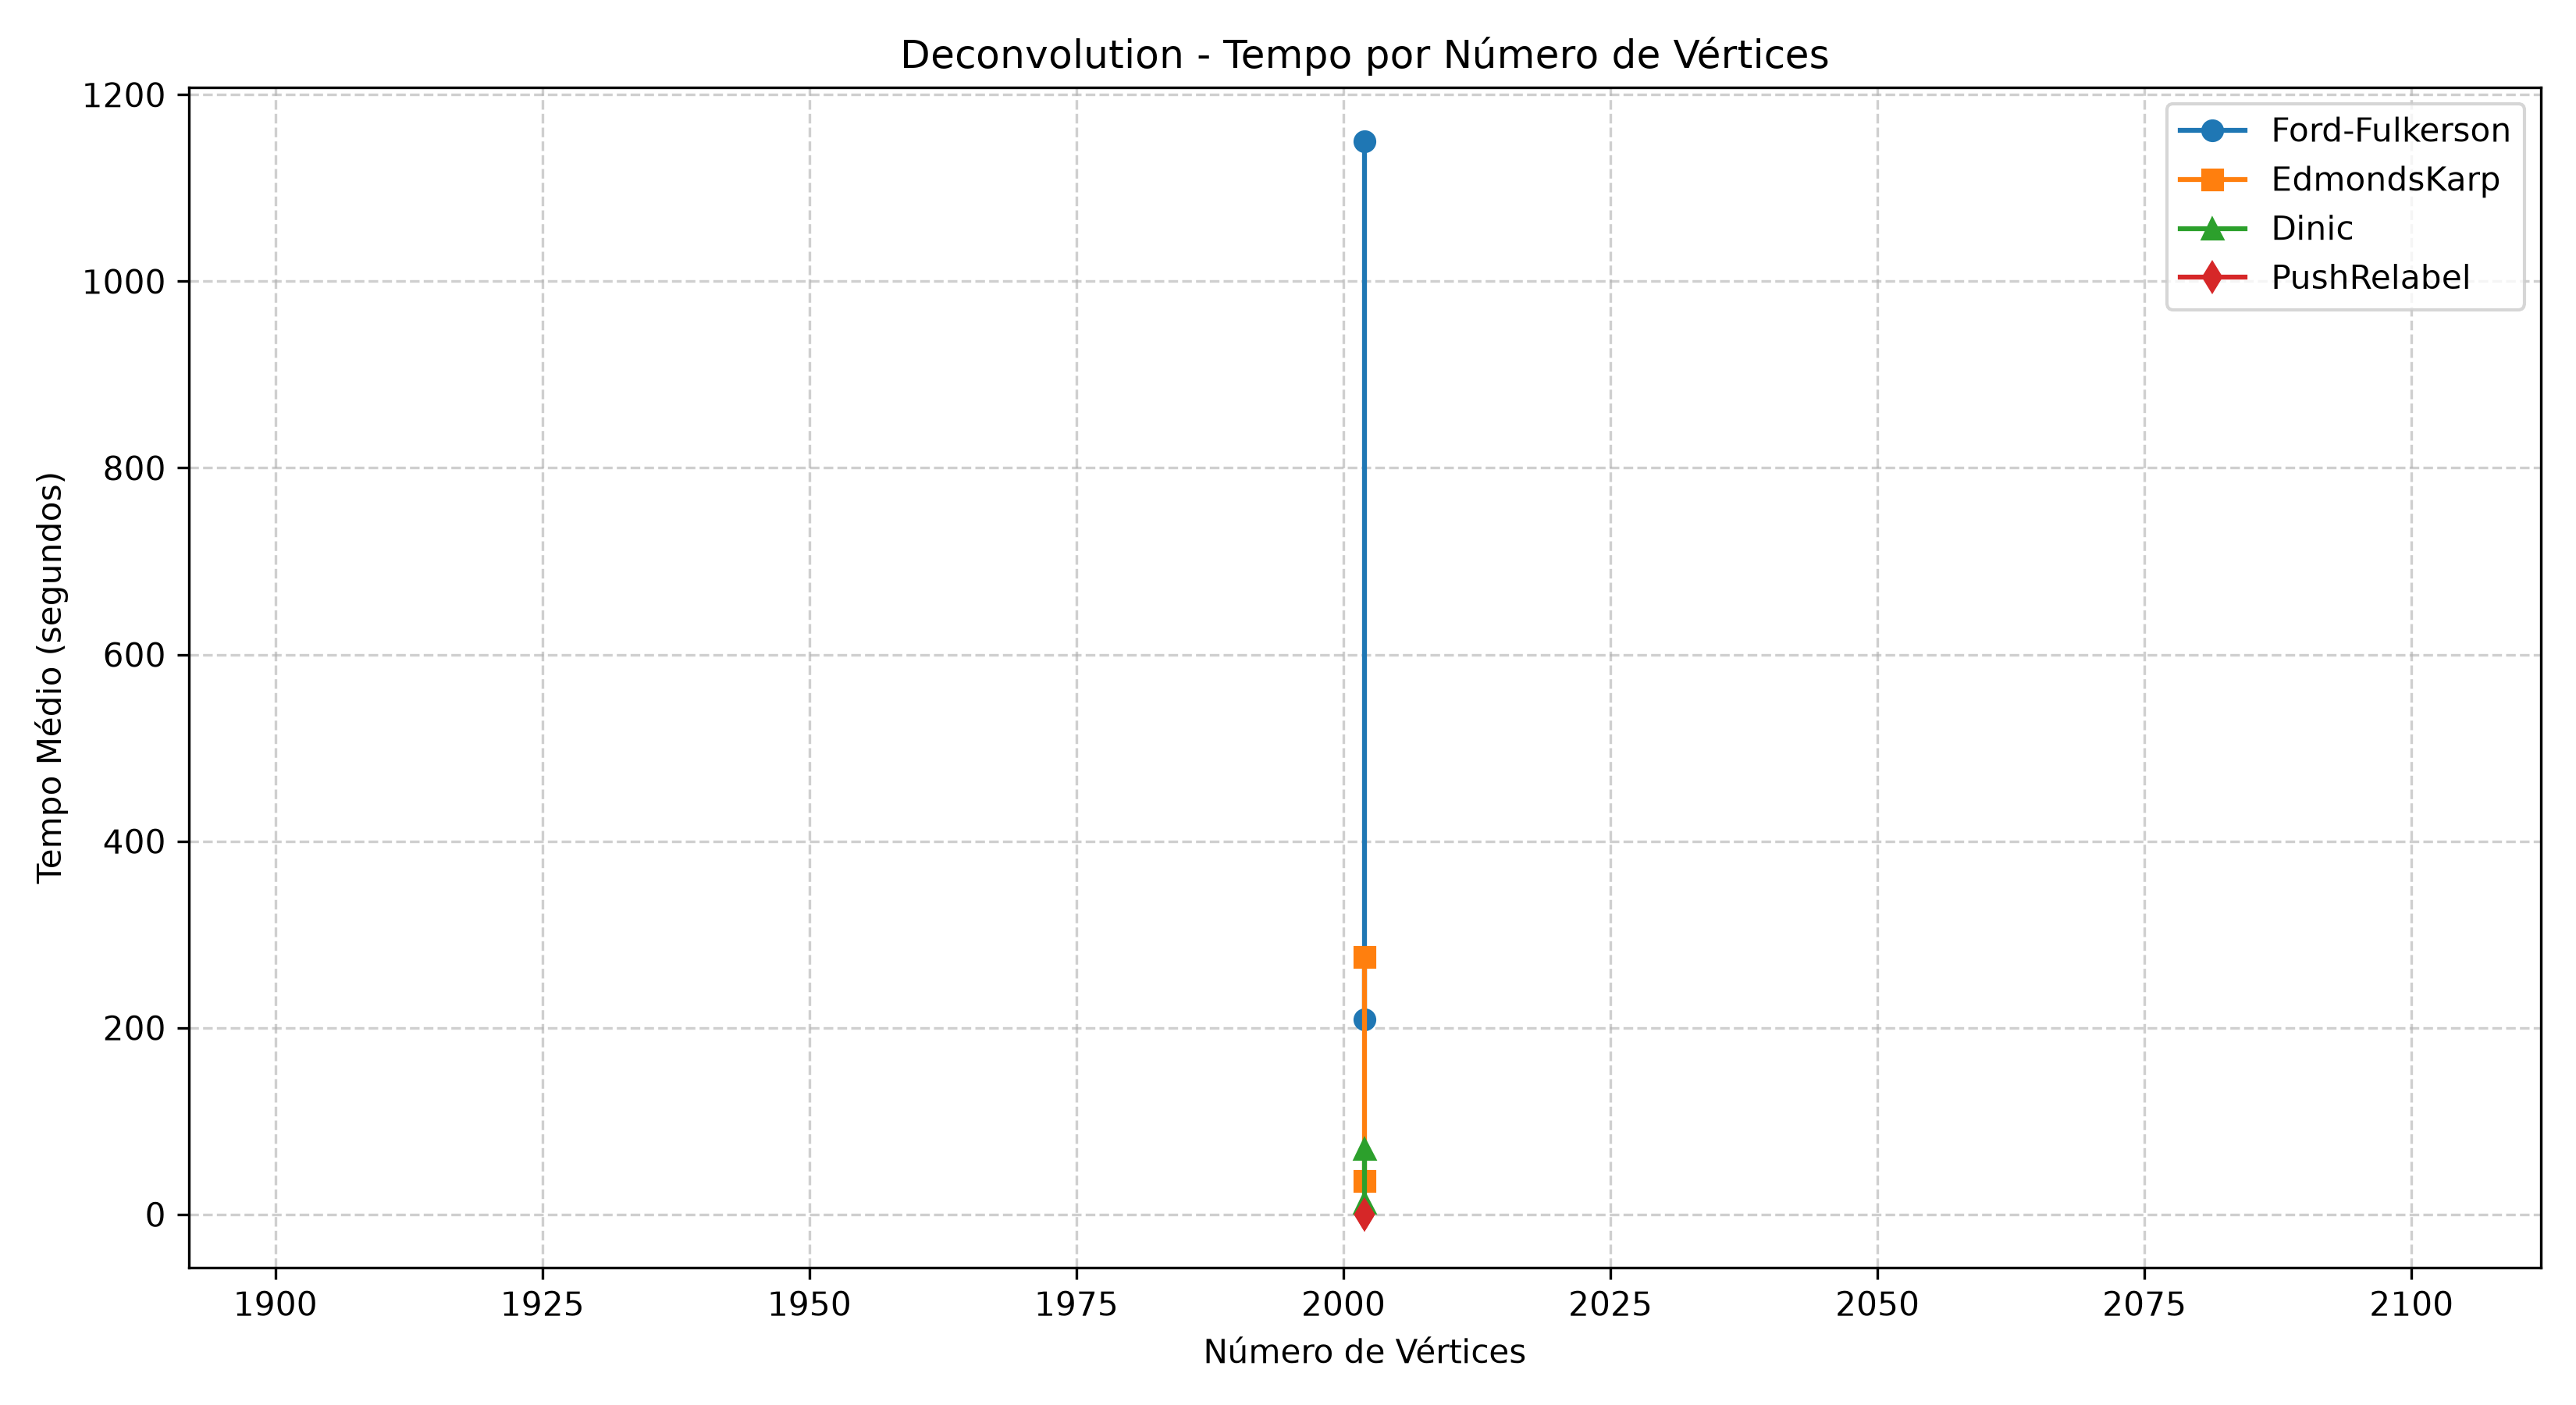 Deconvolution - Tempo por Número de Vértices
1200
1000
800
600
400
200
0
Tempo Médio (segundos)
Ford-Fulkerson
EdmondsKarp
Dinic
PushRelabel
1900 1925 1950 1975 2000 2025 2050 2075 2100
Número de Vértices